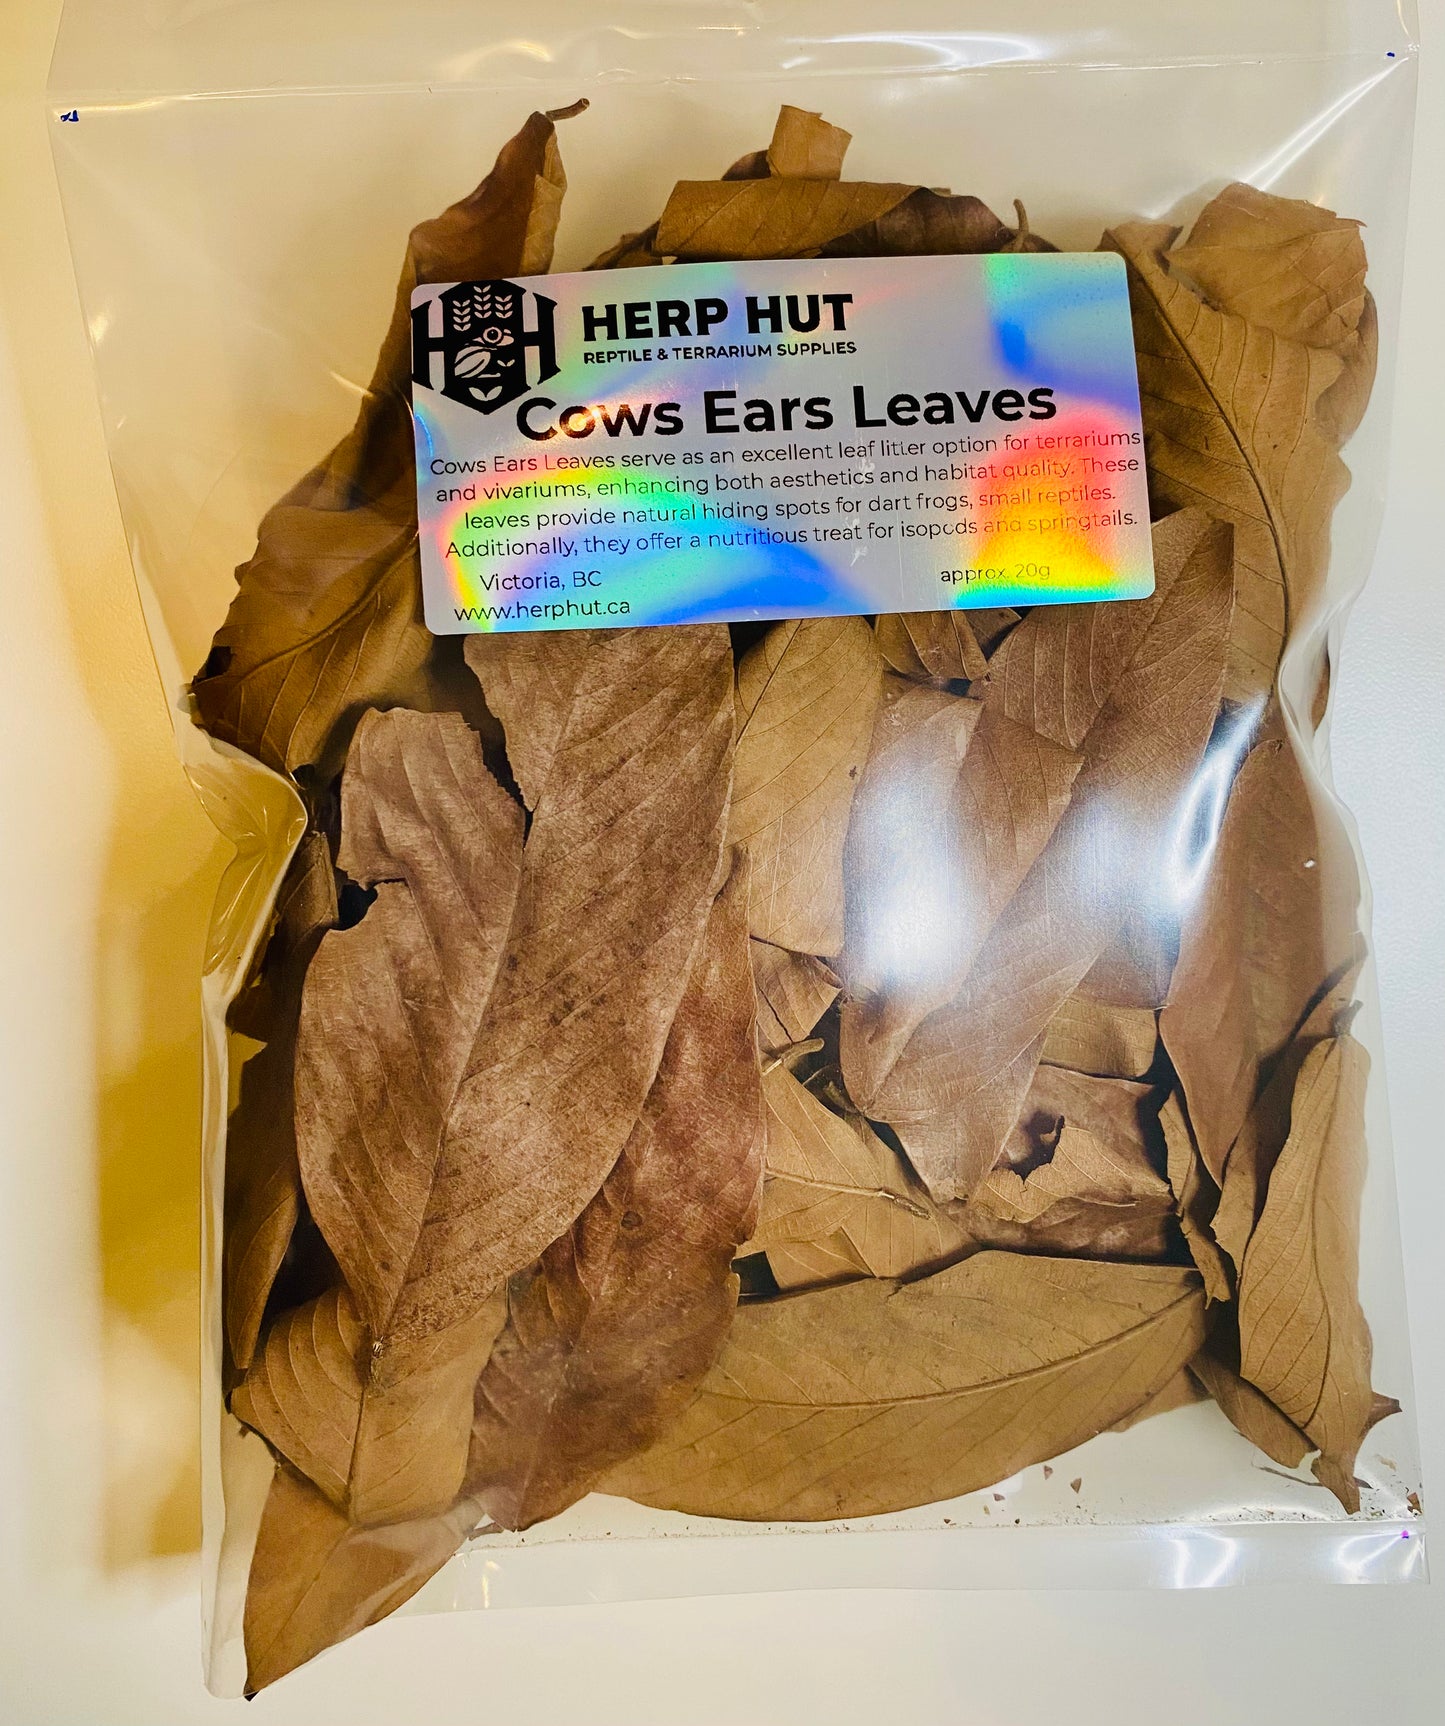 HH
HERP HUT
REPTILE & TERRARIUM SUPPLIES
Cows Ears Leaves
Cows Ears Leaves serve as an excellent leaf litter option for terrariums
and vivariums, enhancing both aesthetics and habitat quality. These
leaves provide natural hiding spots for dart frogs, small reptiles.
Additionally, they offer a nutritious treat for isopods and springtails.
Victoria, BC
approx. 20g
www.herphut.ca